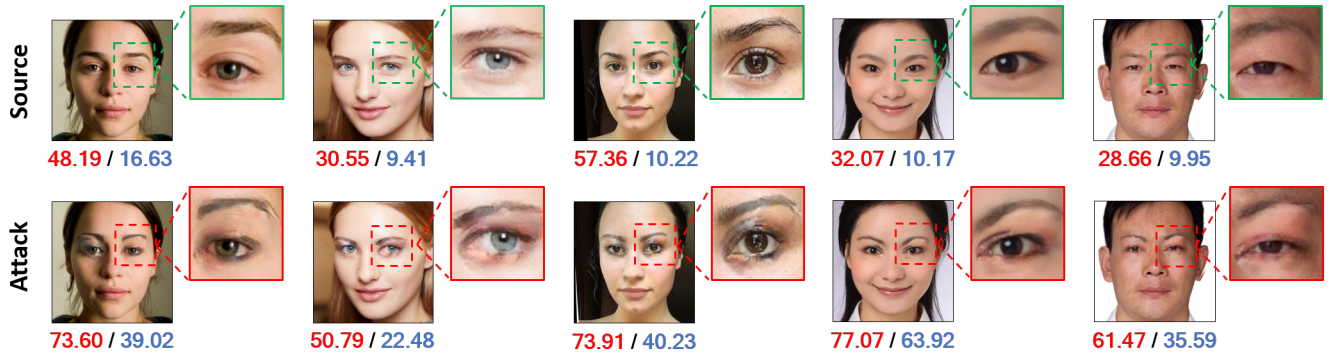 Source
48.19 / 16.63
30.55 / 9.41
57.36 / 10.22
32.07 / 10.17
28.66 / 9.95
Attack
73.60 / 39.02
50.79 / 22.48
73.91 / 40.23
77.07 / 63.92
61.47 / 35.59